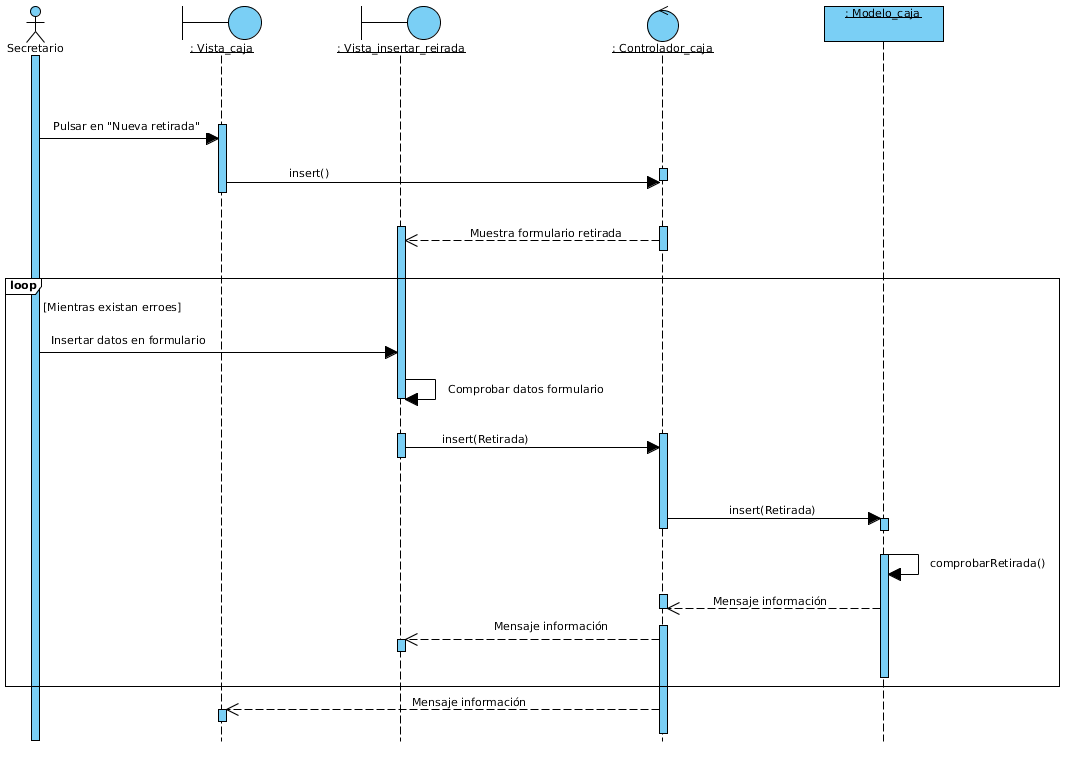 Secretario
: Vista_caja
: Vista_insertar_reirada
: Controlador_caja
: Modelo_caja
Pulsar en "Nueva retirada"
insert()
Muestra formulario retirada
loop
[Mientras existan erroes]
Insertar datos en formulario
Comprobar datos formulario
insert(Retirada)
insert(Retirada)
comprobarRetirada()
Mensaje información
Mensaje información
Mensaje información